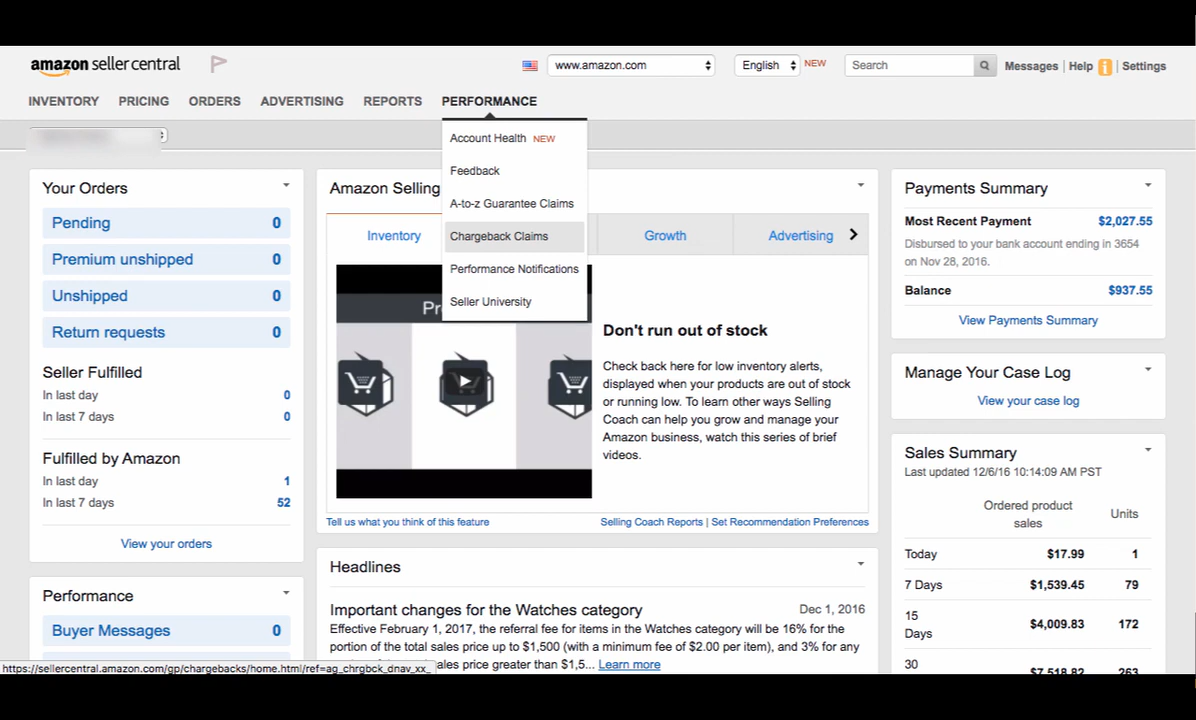 amazon seller central
www.amazon.com
English
NEW
Search
Messages | Help | Settings
INVENTORY PRICING ORDERS ADVERTISING REPORTS PERFORMANCE
Account Health NEW
Feedback
A-to-z Guarantee Claims
Chargeback Claims
Performance Notifications
Seller University
Your Orders
Pending 0
Premium unshipped 0
Unshipped 0
Return requests 0
Seller Fulfilled
In last day 0
In last 7 days 0
Fulfilled by Amazon
In last day 1
In last 7 days 52
View your orders
Performance
Buyer Messages 0
Amazon Selling
Inventory
Growth
Advertising
Pr
Don't run out of stock
Check back here for low inventory alerts,
displayed when your products are out of stock
or running low. To learn other ways Selling
Coach can help you grow and manage your
Amazon business, watch this series of brief
videos.
Tell us what you think of this feature
Selling Coach Reports | Set Recommendation Preferences
Headlines
Important changes for the Watches category Dec 1, 2016
Effective February 1, 2017, the referral fee for items in the Watches category will be 16% for the
portion of the total sales price up to $1,500 (with a minimum fee of $2.00 per item), and 3% for any
sales price greater than $1,5... Learn more
Payments Summary
Most Recent Payment $2,027.55
Disbursed to your bank account ending in 3654
on Nov 28, 2016.
Balance $937.55
View Payments Summary
Manage Your Case Log
View your case log
Sales Summary
Last updated 12/6/16 10:14:09 AM PST
Ordered product
sales
Units
Today $17.99 1
7 Days $1,539.45 79
15
Days
$4,009.83 172
30 $7,518.82 263
https://sellercentral.amazon.com/gp/chargebacks/home.html/ref=ag_chrgbck_dnav_xx_